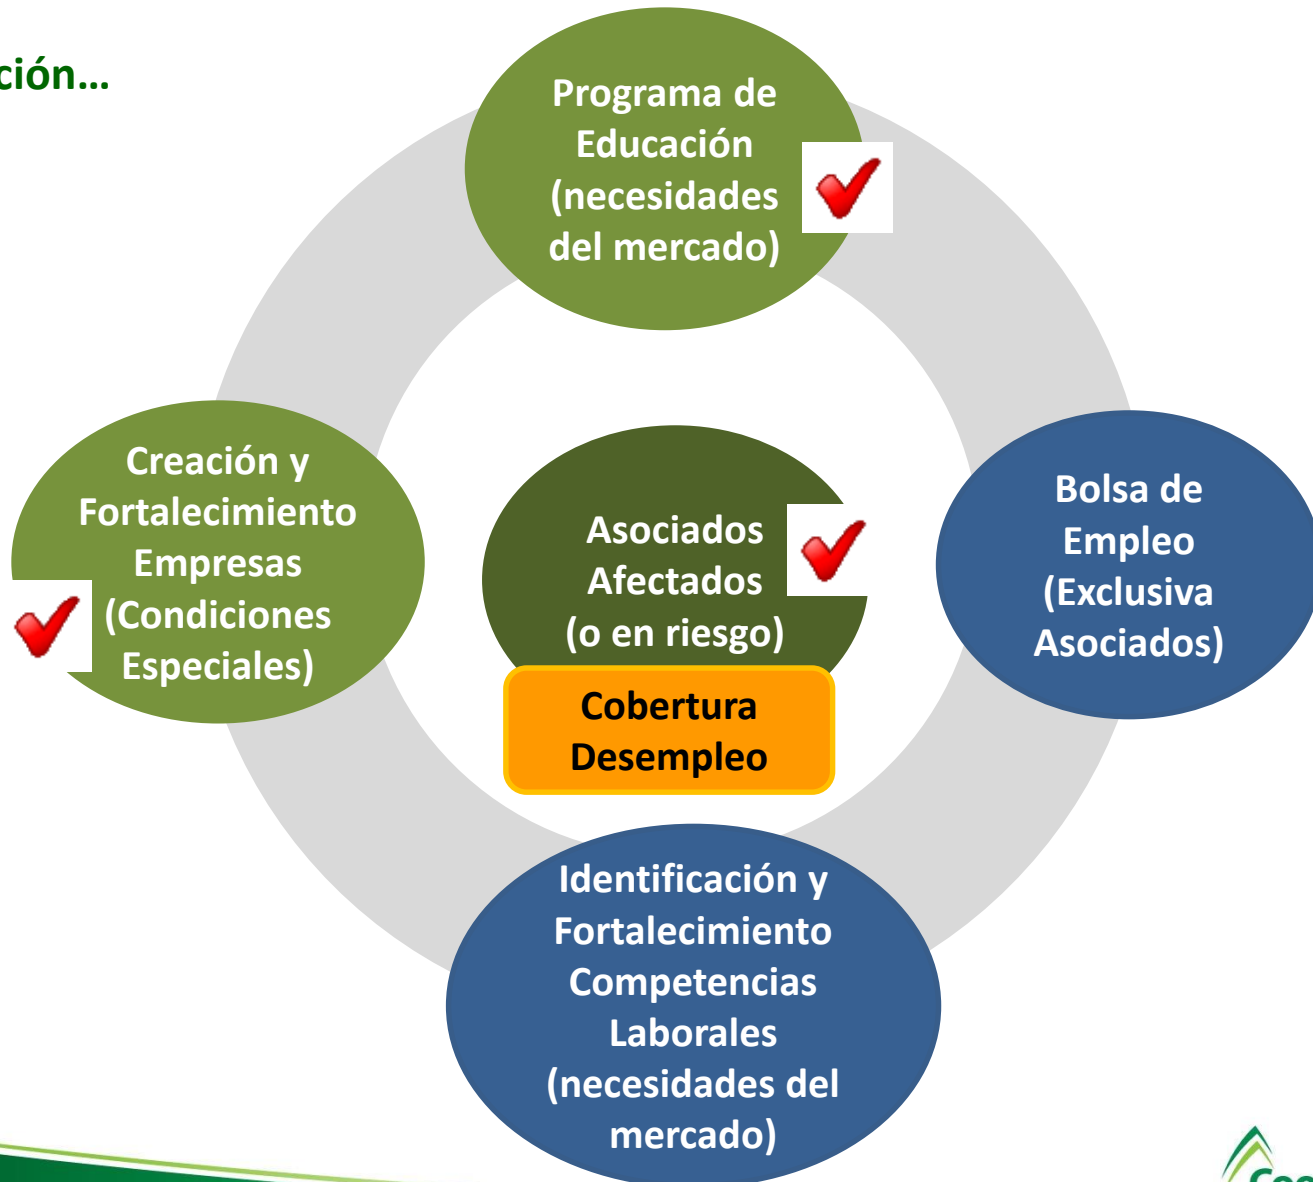 ción...
Programa de
Educación
(necesidades
del mercado)
Creación y
Fortalecimiento
Empresas
(Condiciones
Especiales)
Asociados
Afectados
(o en riesgo)
Cobertura
Desempleo
Bolsa de
Empleo
(Exclusiva
Asociados)
Identificación y
Fortalecimiento
Competencias
Laborales
(necesidades del
mercado)